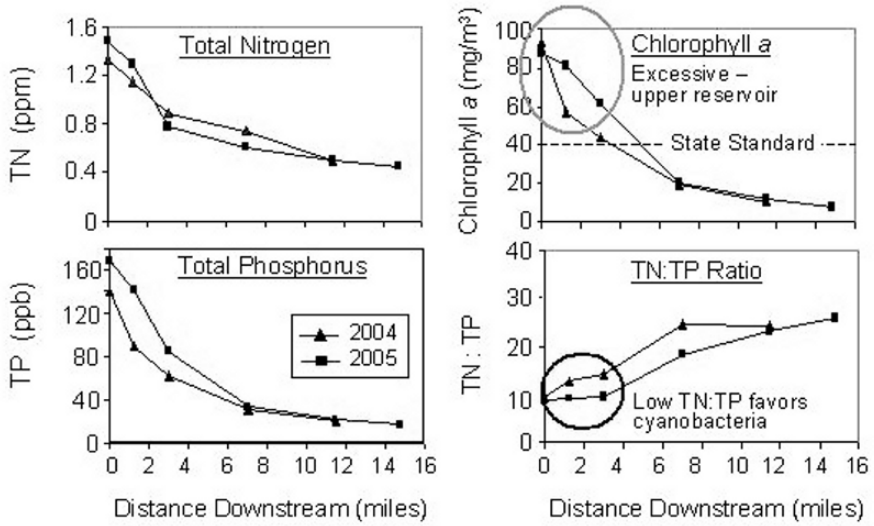 Total Nitrogen
TN (ppm)
1.6
1.2
0.8
0.4
0
Chlorophyll a
Excessive –
upper reservoir
State Standard
Chlorophyll a (mg/m³)
100
80
60
40
20
0
Total Phosphorus
2004
2005
TP (ppb)
160
120
80
40
0
0 2 4 6 8 10 12 14 16
Distance Downstream (miles)
TN:TP Ratio
Low TN:TP favors
cyanobacteria
TN : TP
40
30
20
10
0
0 2 4 6 8 10 12 14 16
Distance Downstream (miles)